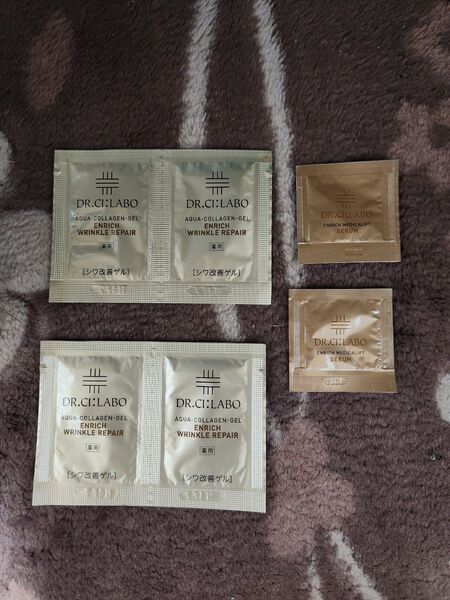 DR.CI:LABO
AQUA-COLLAGEN-GEL
ENRICH
WRINKLE REPAIR
薬用
[シワ改善ゲル]
DR.CI:LABO
AQUA-COLLAGEN-GEL
ENRICH
WRINKLE REPAIR
薬用
[シワ改善ゲル]
DR.CI:LABO
ENRICH MEDICALIFT
SERUM
DR.CI:LABO
AQUA-COLLAGEN-GEL
ENRICH
WRINKLE REPAIR
薬用
[シワ改善ゲル]
DR.CI:LABO
AQUA-COLLAGEN-GEL
ENRICH
WRINKLE REPAIR
薬用
[シワ改善ゲル]
DR.CI:LABO
ENRICH MEDICALIFT
SERUM